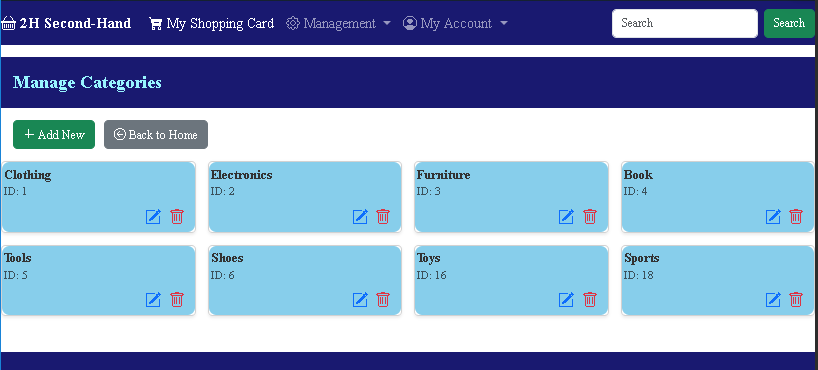 2H Second-Hand My Shopping Card Management My Account Search Search
Manage Categories
+ Add New Back to Home
Clothing Electronics Furniture Book
ID: 1 ID: 2 ID: 3 ID: 4
Tools Shoes Toys Sports
ID: 5 ID: 6 ID: 16 ID: 18